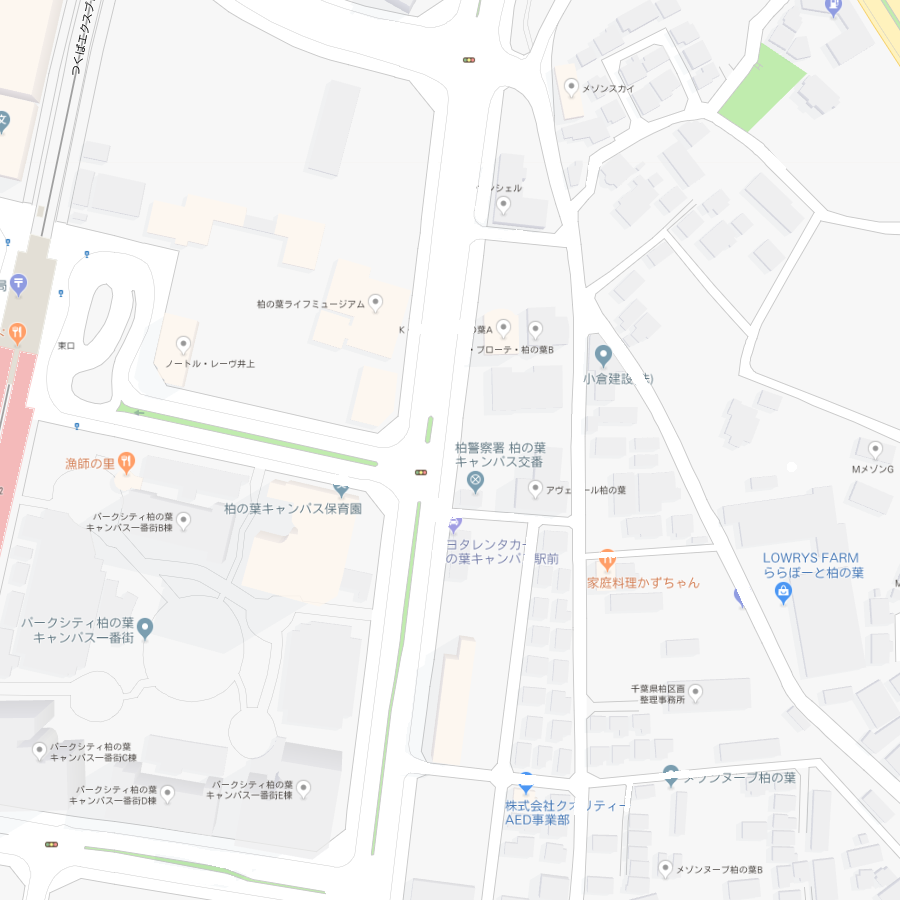 つくばエクスプ
メゾンスカイ
ンシェル
局
柏の葉ライフミュージアム
東口
ノートル・レーヴ井上
K
の葉A
・ブローテ・柏の葉B
小倉建設(株)
漁師の里
柏警察署 柏の葉
キャンパス交番
MメゾンG
柏の葉キャンパス保育園
アヴェ
ール柏の葉
パークシティ柏の葉
キャンパス一番街B棟
ヨタレンタカー
の葉キャンパ
駅前
LOWRYS FARM
ららぽーと柏の葉
家庭料理かずちゃん
パークシティ柏の葉
キャンパス一番街
千葉県柏区画
整理事務所
パークシティ柏の葉
キャンパス一番街C棟
パークシティ柏の葉
キャンパス一番街D棟
パークシティ柏の葉
キャンパス一番街E棟
メゾンヌーブ柏の葉
株式会社クオリティー
AED事業部
メゾンヌーブ柏の葉B